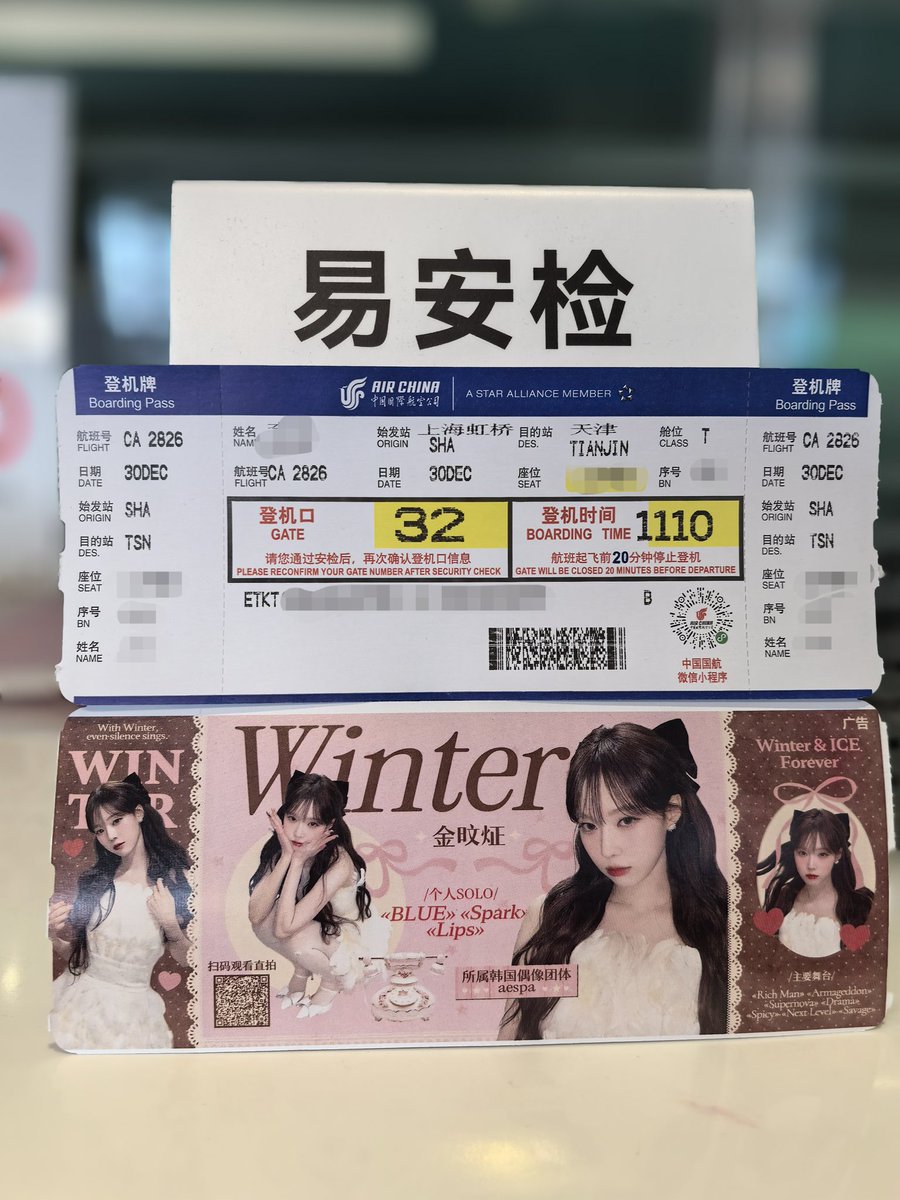 易安检
登机牌
Boarding Pass
AIR CHINA
中国国际航空公司
A STAR ALLIANCE MEMBER
登机牌
Boarding Pass
航班号 FLIGHT CA 2826
日期 DATE 30DEC
始发站 ORIGIN SHA
目的站 DES. TSN
座位 SEAT
序号 BN
姓名 NAME
姓名 NAME
始发站 ORIGIN 上海虹桥 SHA
目的站 DES. 天津 TIANJIN
舱位 CLASS T
航班号 FLIGHT CA 2826
日期 DATE 30DEC
座位 SEAT
序号 BN
登机口 GATE 32
请您通过安检后，再次确认登机口信息
PLEASE RECONFIRM YOUR GATE NUMBER AFTER SECURITY CHECK
登机时间 BOARDING TIME 1110
航班起飞前20分钟停止登机
GATE WILL BE CLOSED 20 MINUTES BEFORE DEPARTURE
ETKT
B
AIR CHINA
中国国航
微信小程序
航班号 FLIGHT CA 2826
日期 DATE 30DEC
始发站 ORIGIN SHA
目的站 DES. TSN
座位 SEAT
序号 BN
姓名 NAME
With Winter,
even silence sings.
WIN
TER
Winter
金旼炡
/个人SOLO/
«BLUE» «Spark»
«Lips»
扫码观看直拍
所属韩国偶像团体
aespa
广告
Winter & ICE
Forever
/主要舞台/
«Rich Man» «Armageddon»
«Supernova» «Drama»
«Spicy» «Next Level» «Savage»